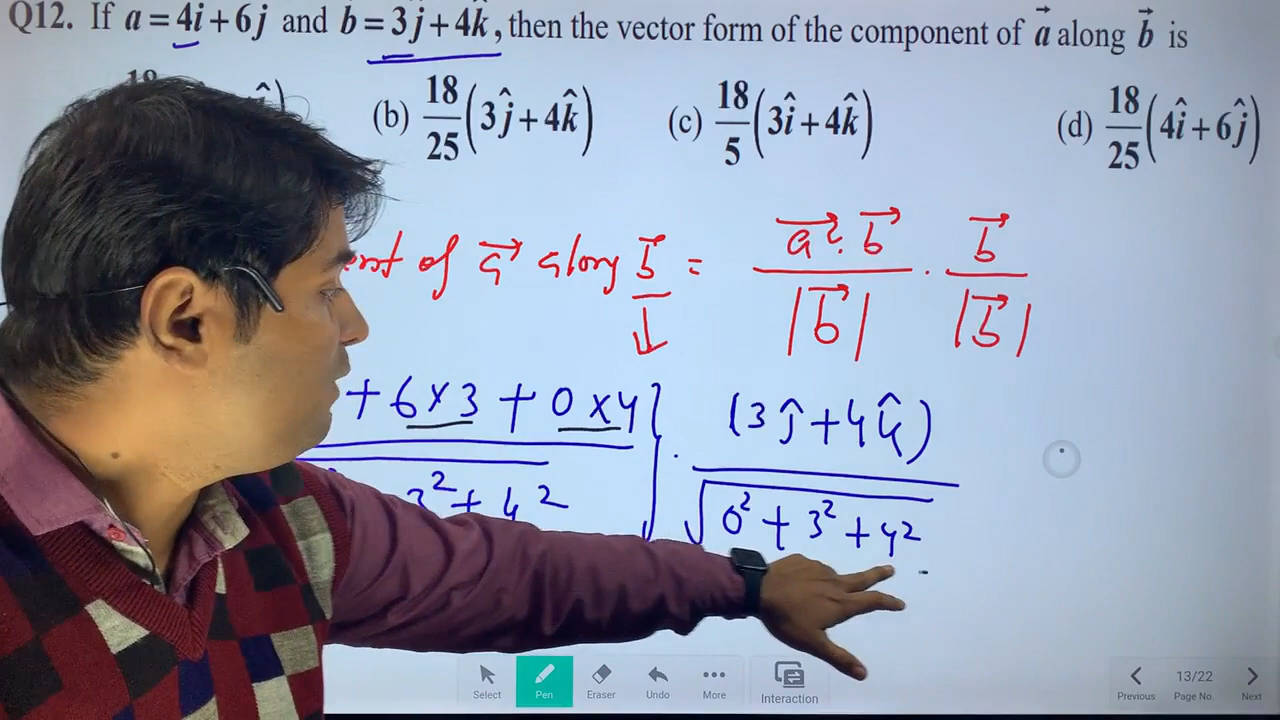 Q12. If a = 4i + 6j and b = 3j + 4k, then the vector form of the component of a⃗ along b⃗ is
(b) 18/25 (3ĵ + 4k̂) (c) 18/5 (3î + 4k̂) (d) 18/25 (4î + 6ĵ)
of a⃗ along b⃗ = a⃗.b⃗ / |b⃗| . b⃗ / |b⃗|
↓
+ 6×3 + 0×4 } . (3ĵ + 4k̂)
3² + 4² √0² + 3² + 4²
Select Pen Eraser Undo More Interaction Previous 13/22 Page No. Next